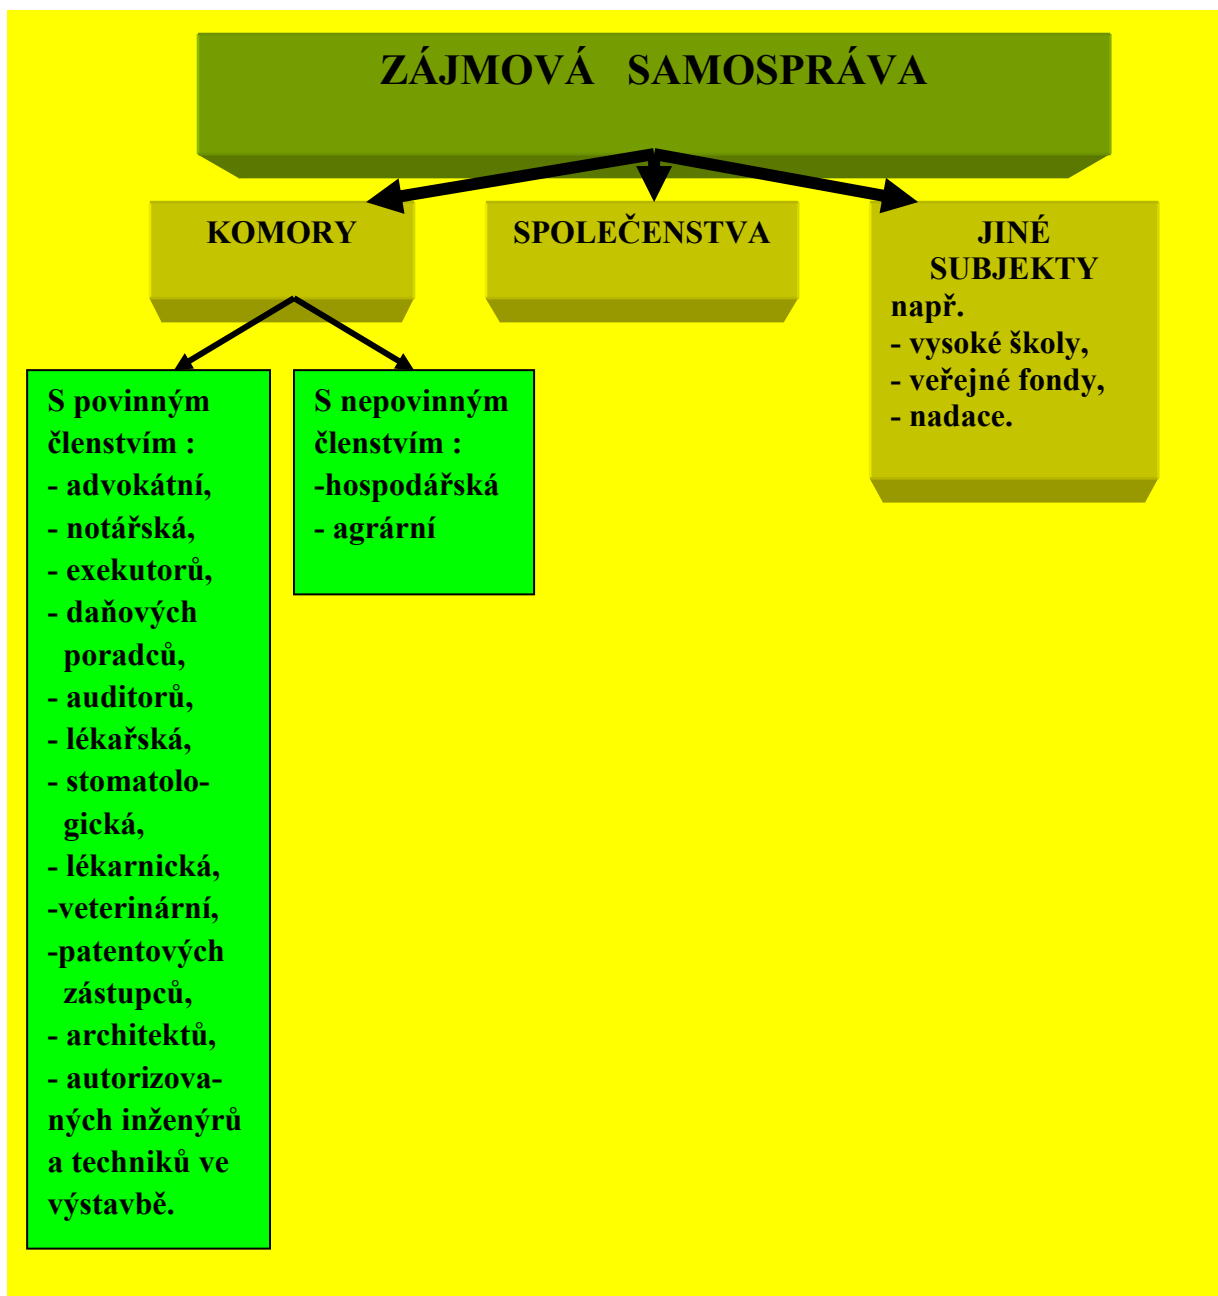 ZÁJMOVÁ SAMOSPRÁVA
KOMORY
SPOLEČENSTVA
JINÉ
SUBJEKTY
např.
- vysoké školy,
- veřejné fondy,
- nadace.
S povinným
členstvím :
- advokátní,
- notářská,
- exekutorů,
- daňových
poradců,
- auditorů,
- lékařská,
- stomatolo-
gická,
- lékarnická,
-veterinární,
-patentových
zástupců,
- architektů,
- autorizova-
ných inženýrů
a techniků ve
výstavbě.
S nepovinným
členstvím :
-hospodářská
- agrární